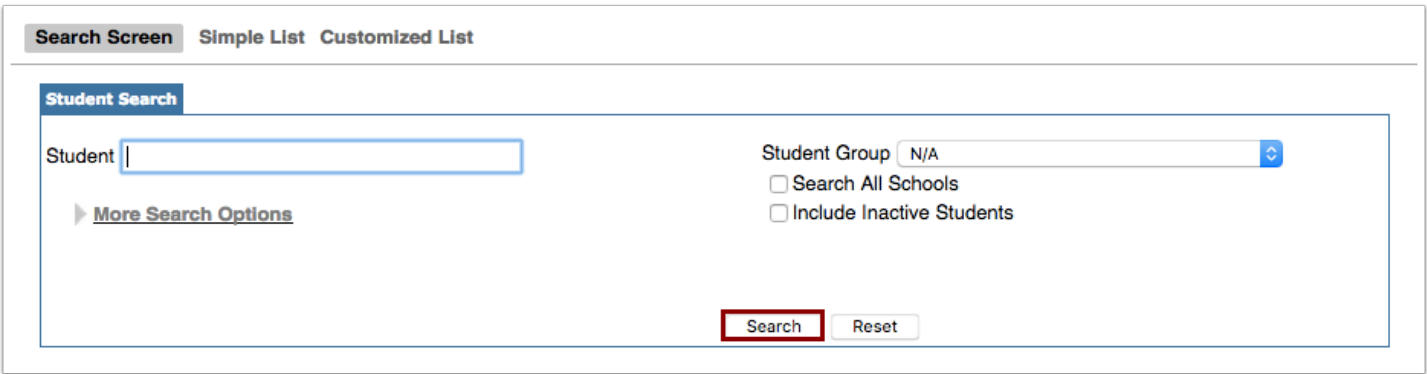 Search Screen Simple List Customized List
Student Search
Student Student Group N/A
Search All Schools
More Search Options Include Inactive Students
Search Reset